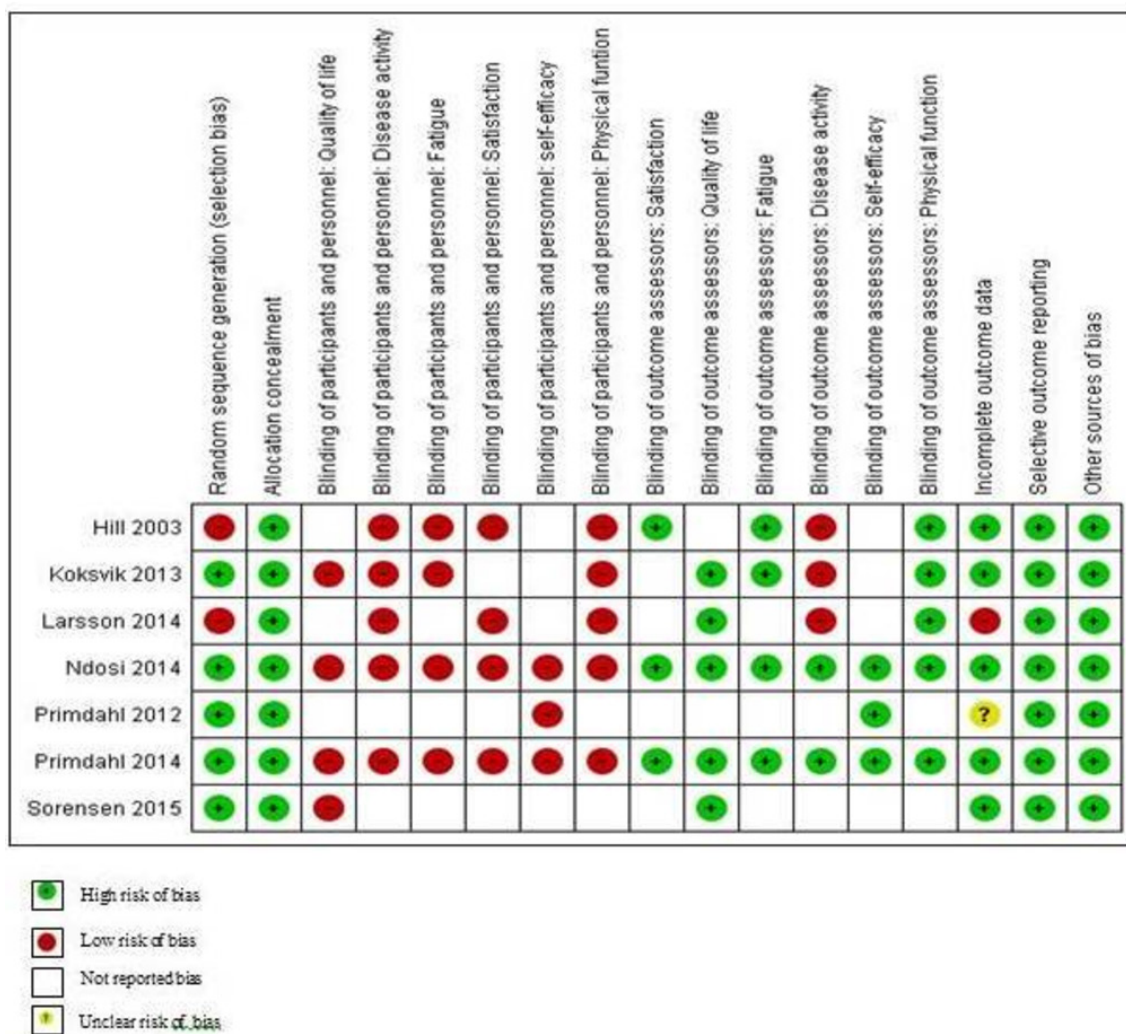 Random sequence generation (selection bias)
Allocation concealment
Blinding of participants and personnel: Quality of life
Blinding of participants and personnel: Disease activity
Blinding of participants and personnel: Fatigue
Blinding of participants and personnel: Satisfaction
Blinding of participants and personnel: self-efficacy
Blinding of participants and personnel: Physical funtion
Blinding of outcome assessors: Satisfaction
Blinding of outcome assessors: Quality of life
Blinding of outcome assessors: Fatigue
Blinding of outcome assessors: Disease activity
Blinding of outcome assessors: Self-efficacy
Blinding of outcome assessors: Physical function
Incomplete outcome data
Selective outcome reporting
Other sources of bias
Hill 2003 - + - - - - + + - + + + +
Koksvik 2013 + + - - - - + + - + + + +
Larsson 2014 - + - - - + - + - + +
Ndosi 2014 + + - - - - - - + + + + + + + + +
Primdahl 2012 + + - + ? + +
Primdahl 2014 + + - - - - - - + + + + + + + + +
Sorensen 2015 + + - + + + +
+ High risk of bias
Low risk of bias
Not reported bias
? Unclear risk of bias